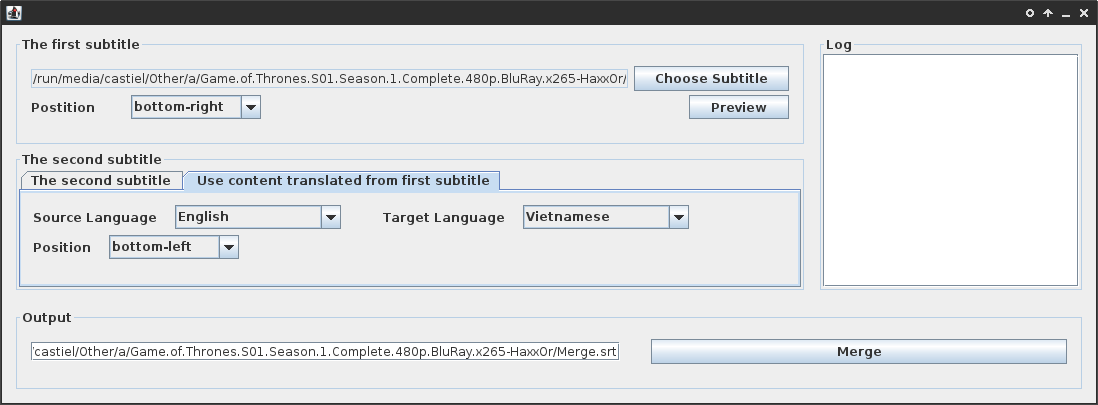 The first subtitle
/run/media/castiel/Other/a/Game.of.Thrones.S01.Season.1.Complete.480p.BluRay.x265-HaxxOr/
Choose Subtitle
Postition
bottom-right
Preview
The second subtitle
The second subtitle
Use content translated from first subtitle
Source Language
English
Target Language
Vietnamese
Position
bottom-left
Log
Output
castiel/Other/a/Game.of.Thrones.S01.Season.1.Complete.480p.BluRay.x265-HaxxOr/Merge.srt
Merge